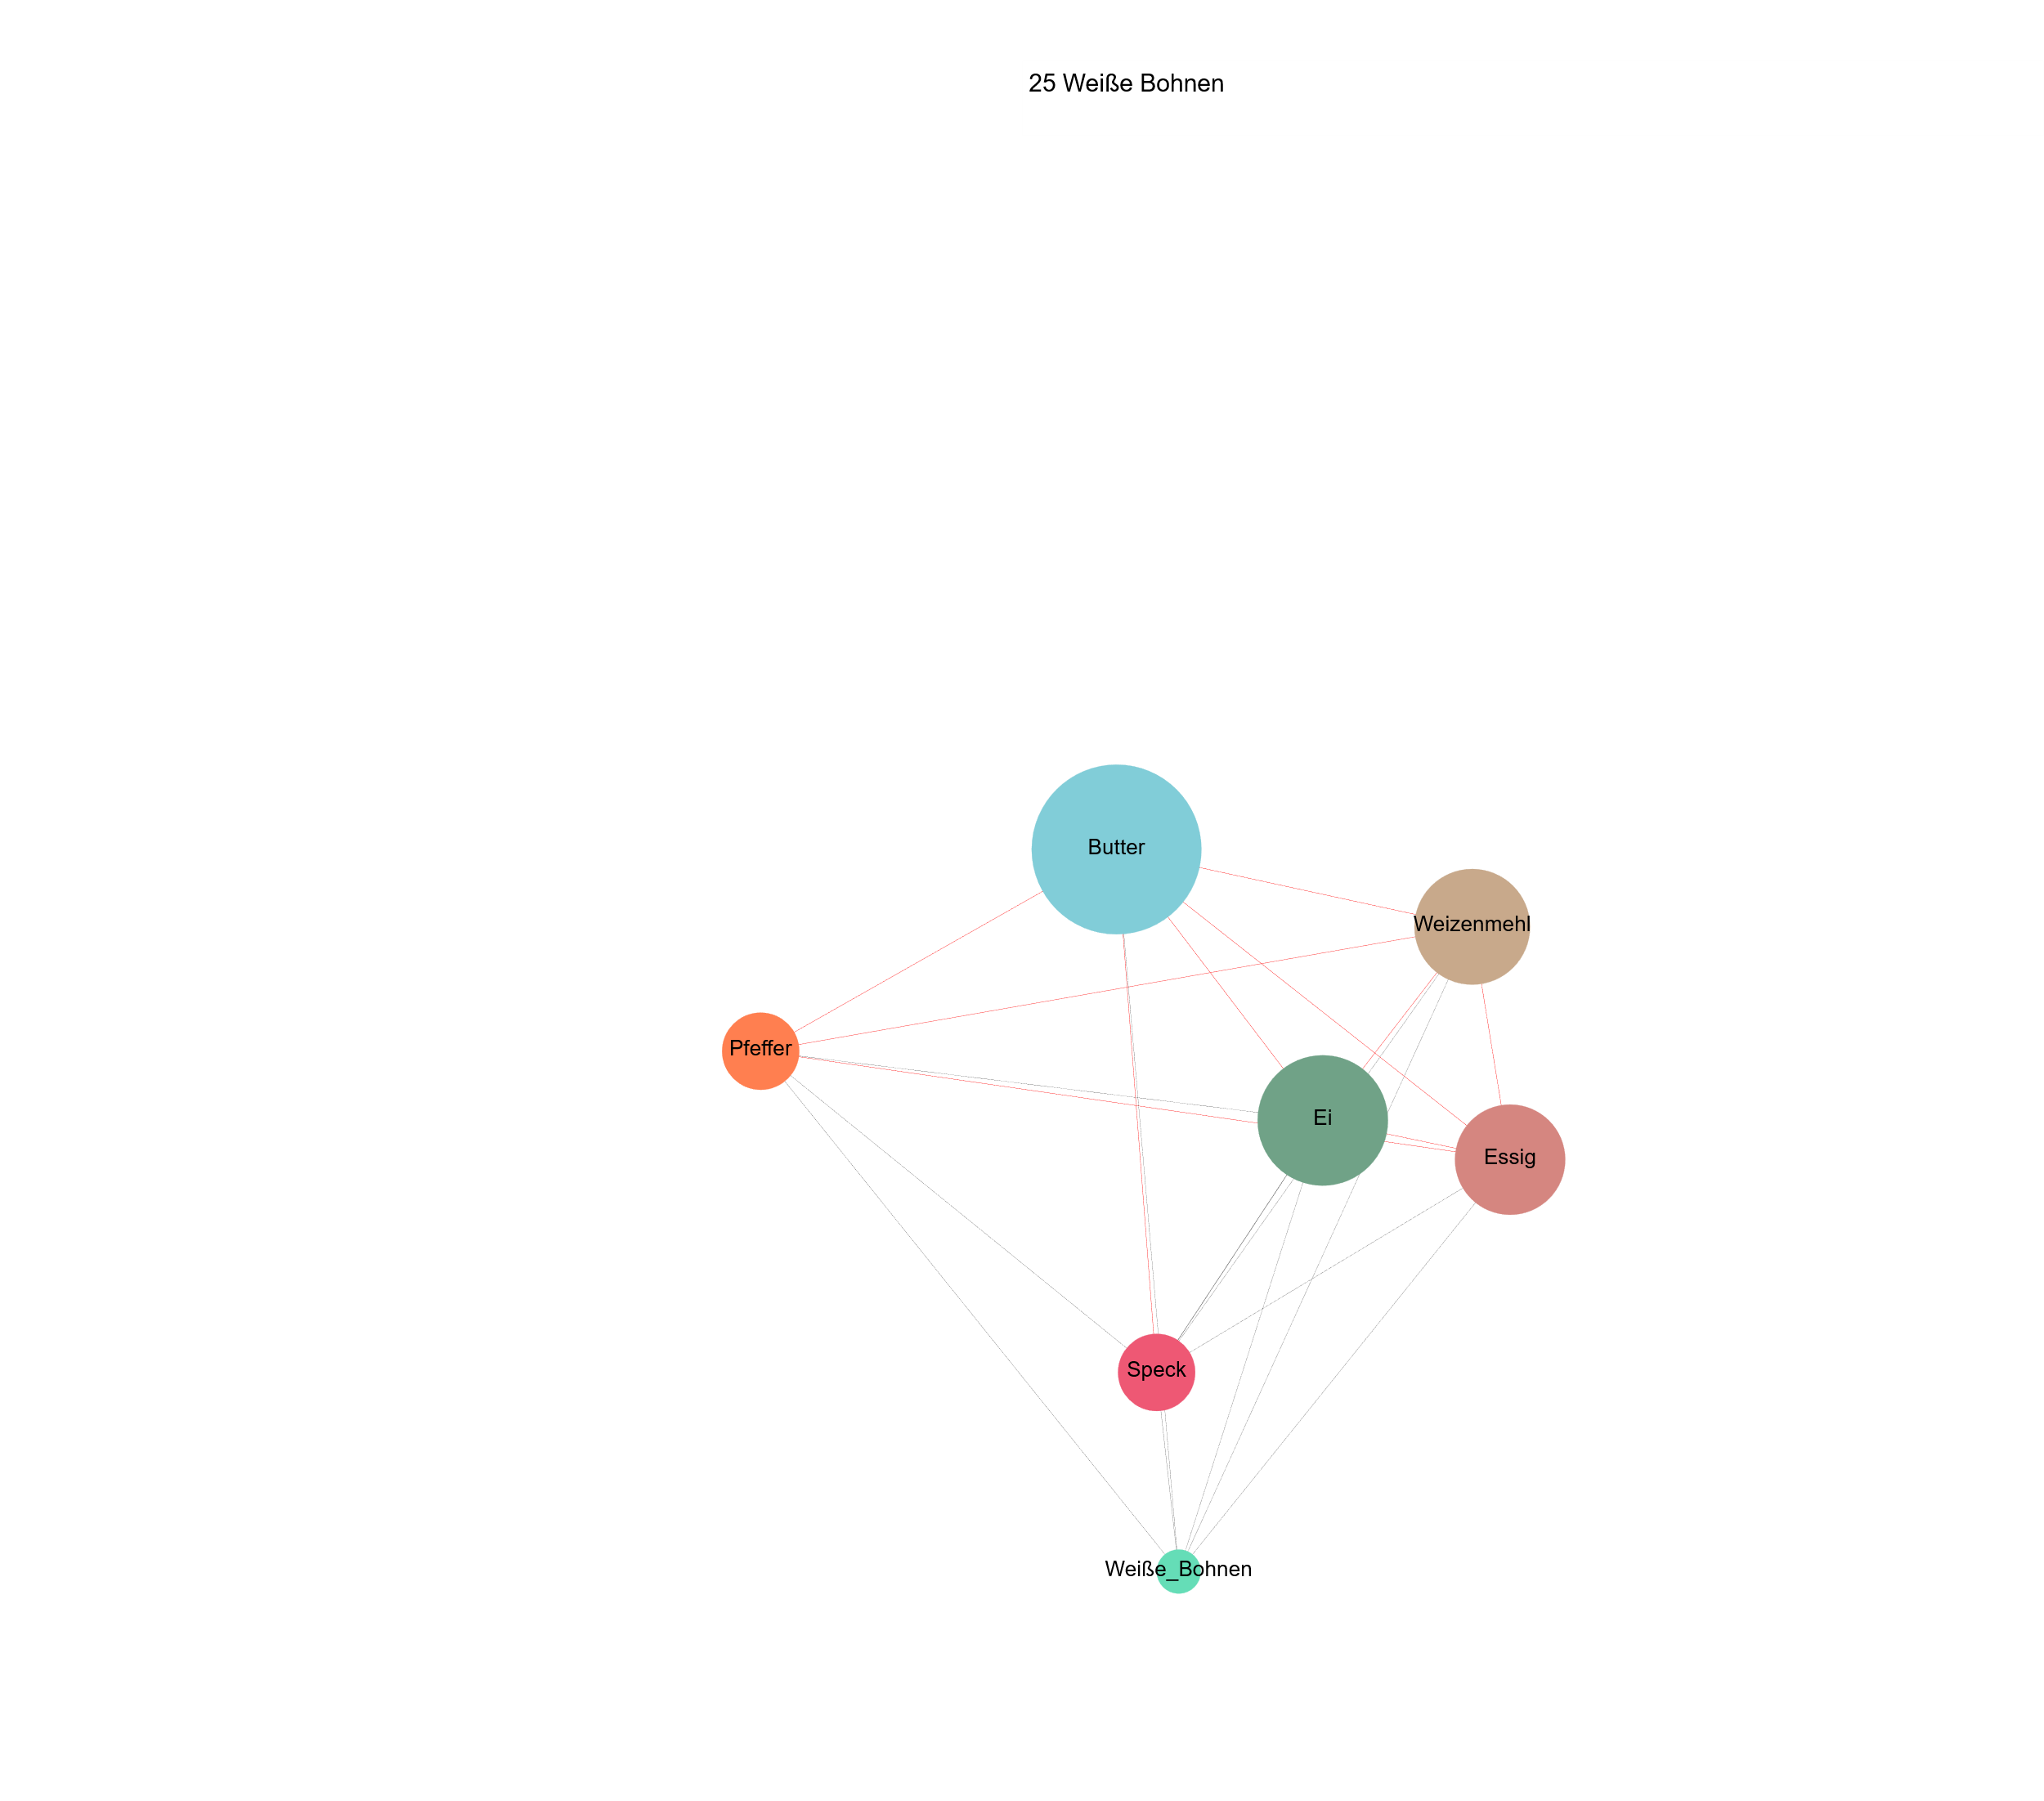 25 Weiße Bohnen
Butter
Weizenmehl
Pfeffer
Ei
Essig
Speck
Weiße_Bohnen